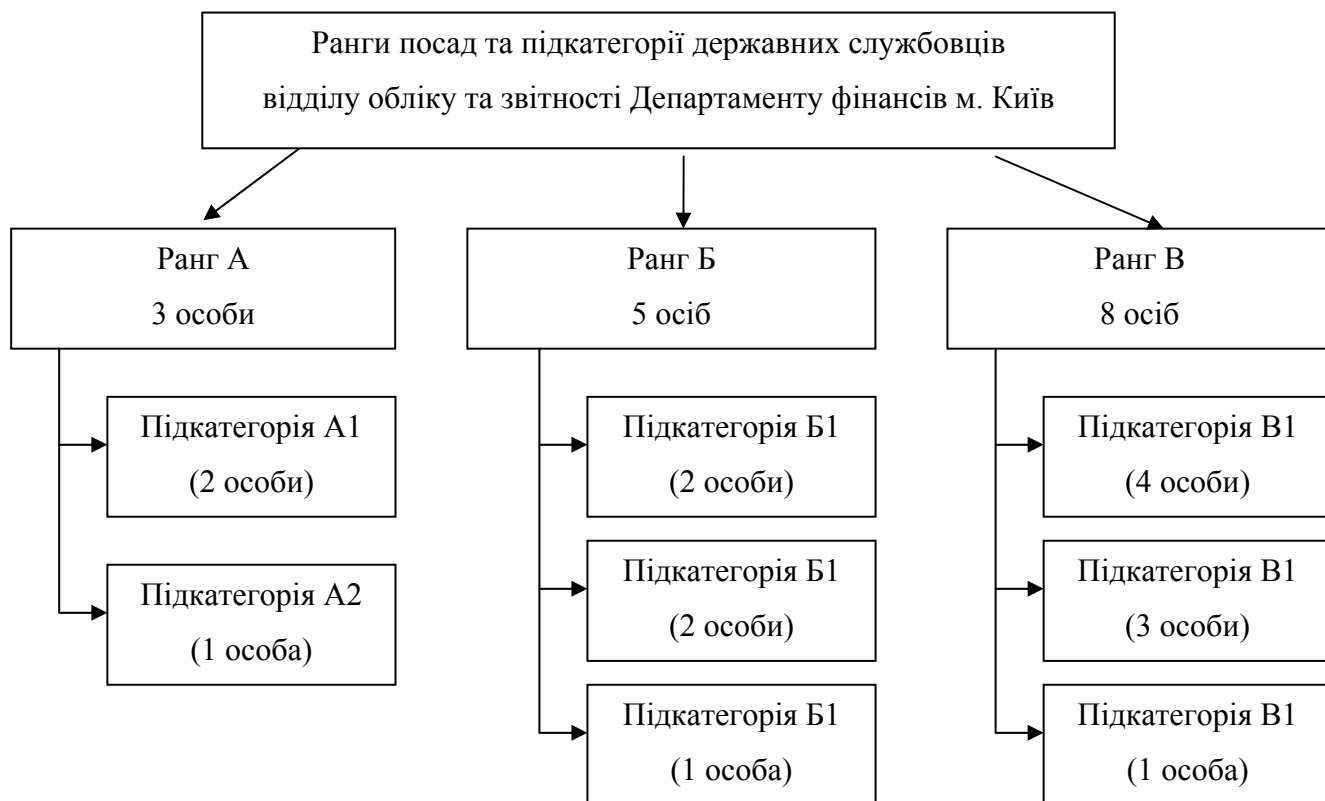 Ранги посад та підкатегорії державних службовців
відділу обліку та звітності Департаменту фінансів м. Київ
Ранг А
3 особи
Підкатегорія А1
(2 особи)
Підкатегорія А2
(1 особа)
Ранг Б
5 осіб
Підкатегорія Б1
(2 особи)
Підкатегорія Б1
(2 особи)
Підкатегорія Б1
(1 особа)
Ранг В
8 осіб
Підкатегорія В1
(4 особи)
Підкатегорія В1
(3 особи)
Підкатегорія В1
(1 особа)